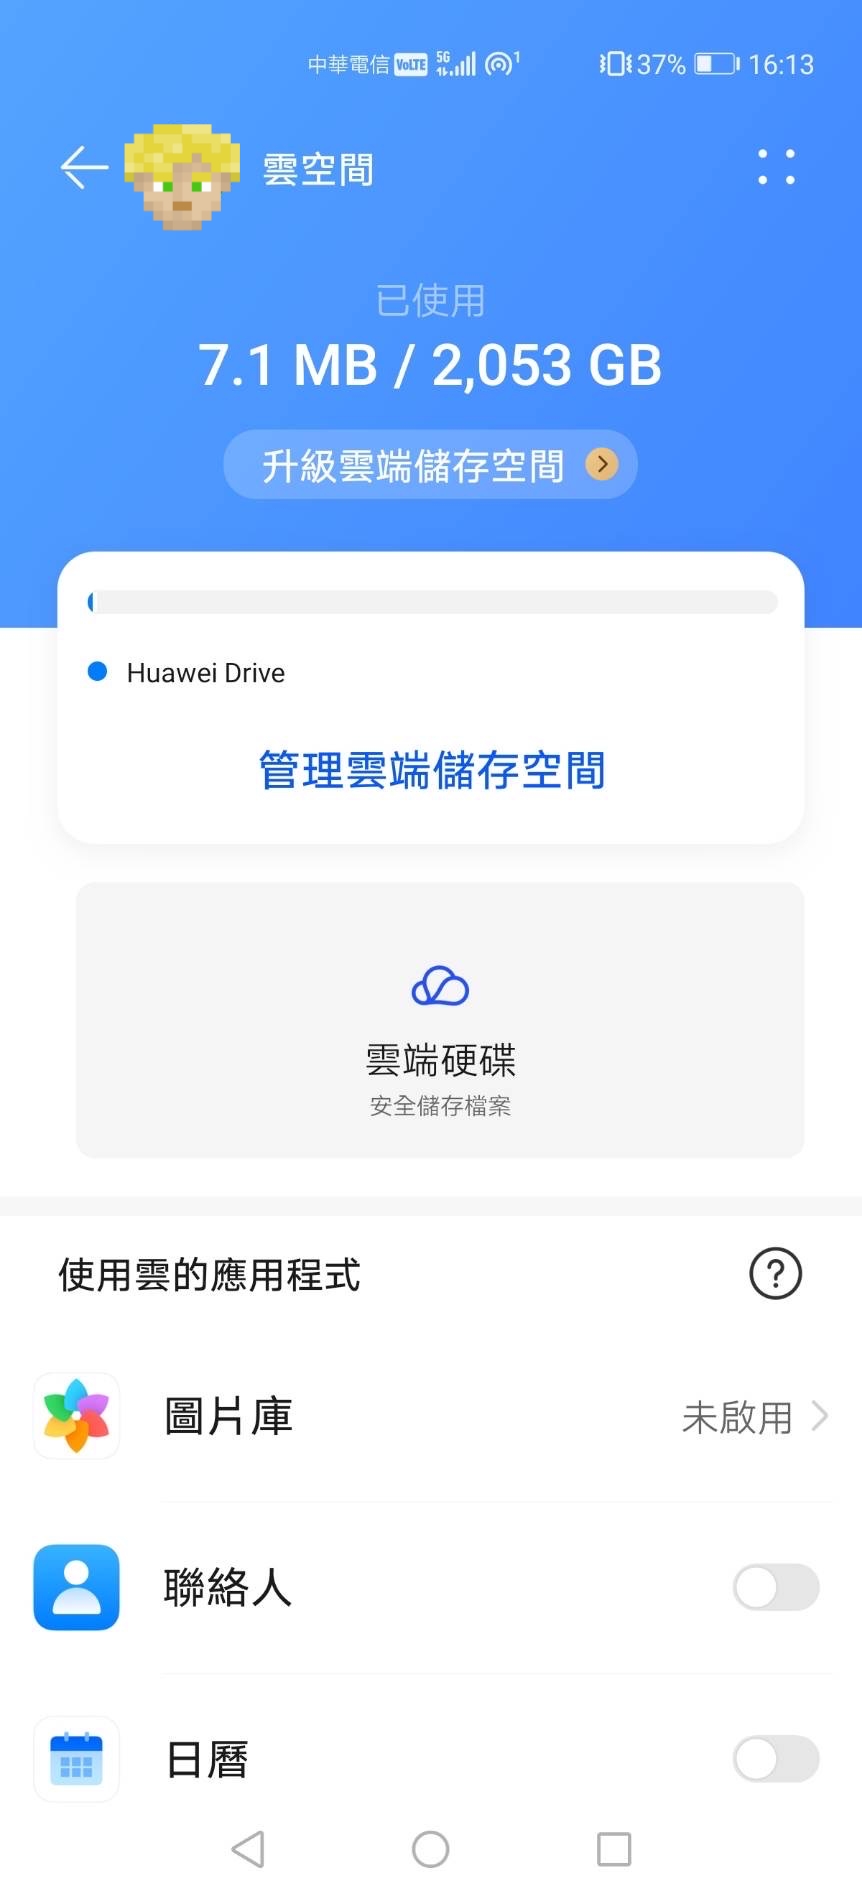 中華電信 VoLTE 5G 1 37% 16:13
雲空間
已使用
7.1 MB / 2,053 GB
升級雲端儲存空間
Huawei Drive
管理雲端儲存空間
雲端硬碟
安全儲存檔案
使用雲的應用程式 ?
圖片庫 未啟用
聯絡人
日曆